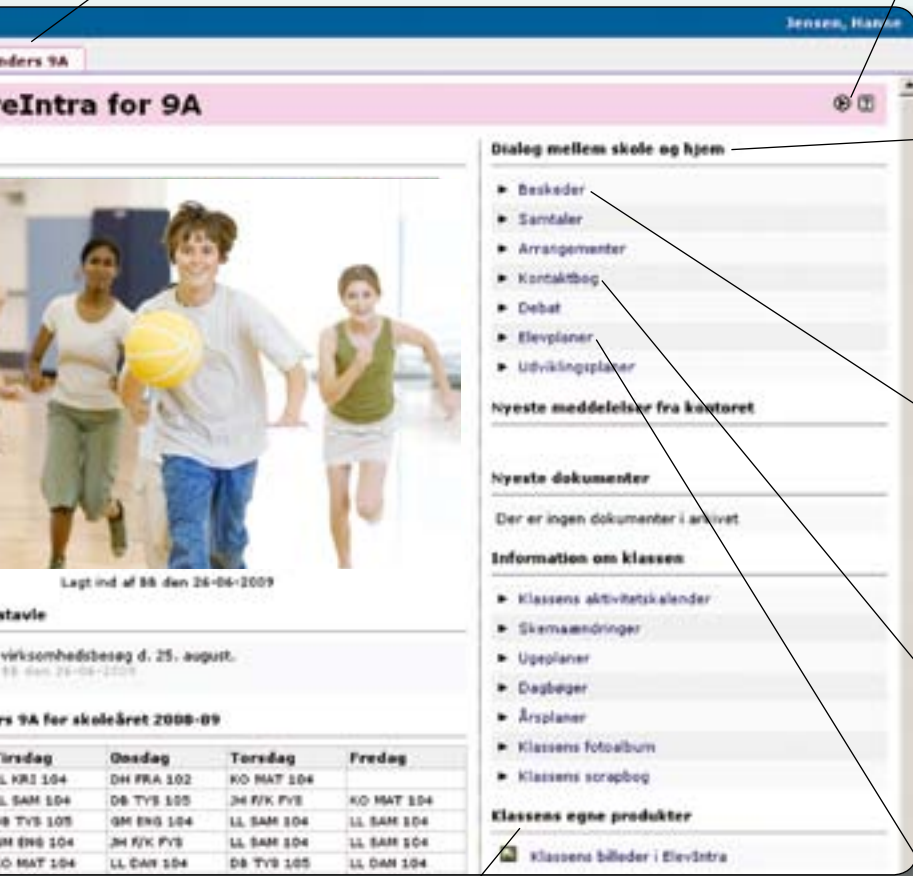 Jensen, Hanne
nders 9A
eIntra for 9A
Lagt ind af BB den 26-06-2009
stavle
virksomhedsbesøg d. 25. august.
BB den 26-06-2009
rs 9A for skoleåret 2008-09
Tirsdag Onsdag Torsdag Fredag
L KRI 104 DH FRA 102 KO MAT 104
L SAM 104 DB TYS 105 JH F/K FYS KO MAT 104
B TYS 105 GM ENG 104 LL SAM 104 LL SAM 104
M ENG 104 JH F/K FYS LL SAM 104 LL SAM 104
O MAT 104 LL DAN 104 DB TYS 105 LL DAN 104
Dialog mellem skole og hjem
Beskeder
Samtaler
Arrangementer
Kontaktbog
Debat
Elevplaner
Udviklingsplaner
Nyeste meddelelser fra kontoret
Nyeste dokumenter
Der er ingen dokumenter i arkivet
Information om klassen
Klassens aktivitetskalender
Skemaændringer
Ugeplaner
Dagbøger
Årsplaner
Klassens fotoalbum
Klassens scrapbog
Klassens egne produkter
Klassens billeder i ElevIntra